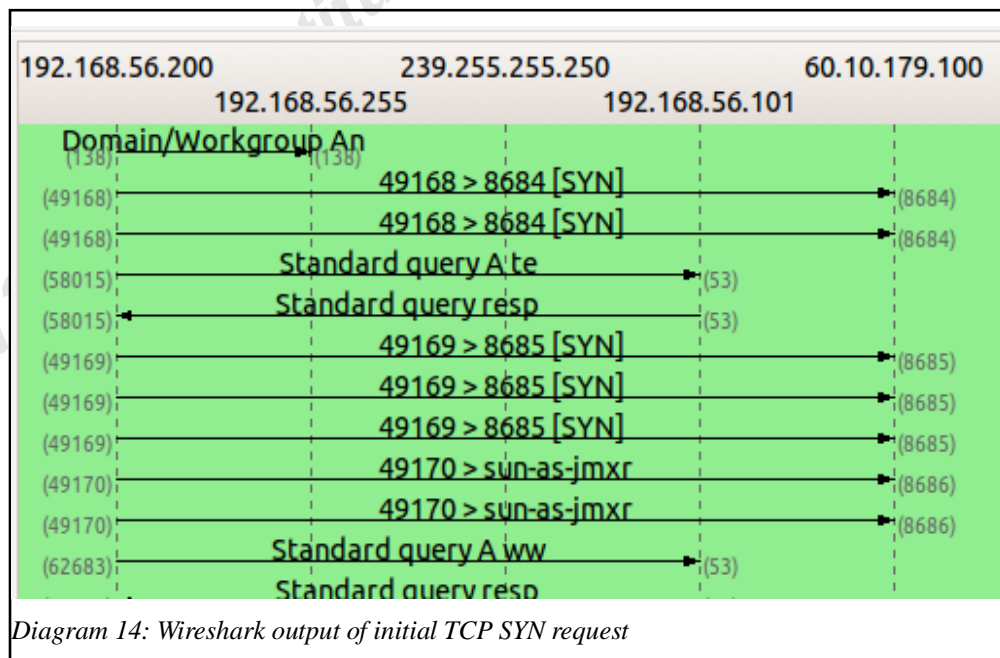 192.168.56.200 239.255.255.250 60.10.179.100
192.168.56.255 192.168.56.101
Domain/Workgroup An
(138) (138)
49168 > 8684 [SYN]
(49168) (8684)
49168 > 8684 [SYN]
(49168) (8684)
Standard query A te
(58015) (53)
Standard query resp
(58015) (53)
49169 > 8685 [SYN]
(49169) (8685)
49169 > 8685 [SYN]
(49169) (8685)
49169 > 8685 [SYN]
(49169) (8685)
49170 > sun-as-jmxr
(49170) (8686)
49170 > sun-as-jmxr
(49170) (8686)
Standard query A ww
(62683) (53)
Standard query resp
Diagram 14: Wireshark output of initial TCP SYN request